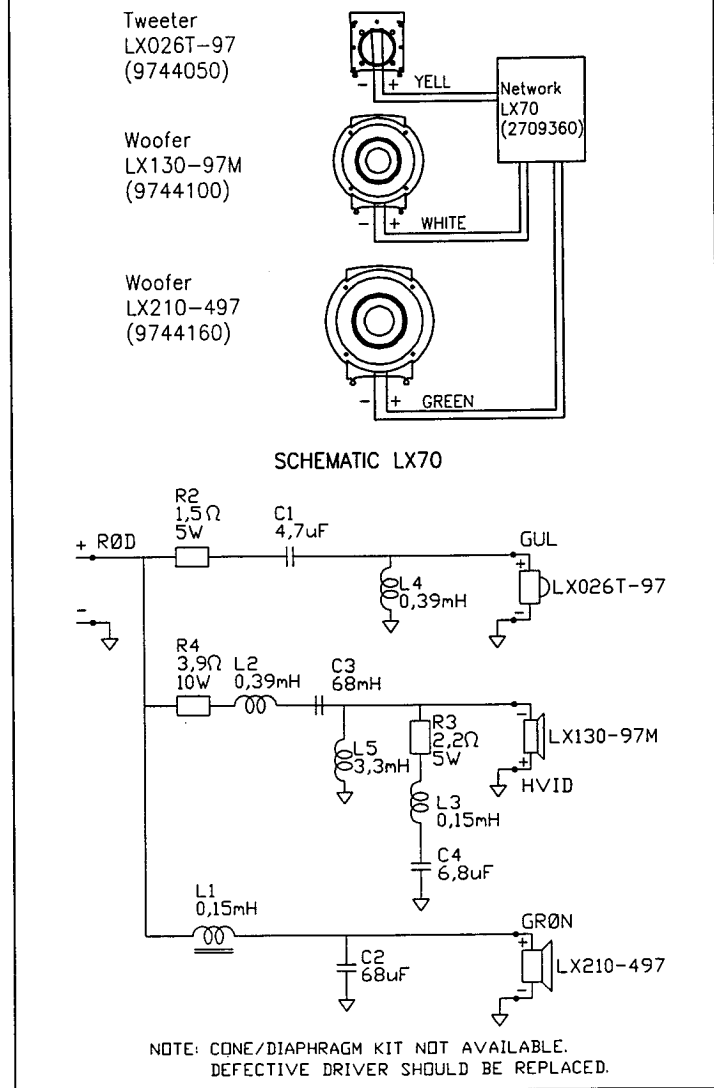 Tweeter
LX026T-97
(9744050)
- + YELL
Network
LX70
(2709360)
Woofer
LX130-97M
(9744100)
- + WHITE
Woofer
LX210-497
(9744160)
- + GREEN
SCHEMATIC LX70
+ RØD
-
R2
1,5Ω
5W
C1
4,7uF
L4
0,39mH
GUL
+
LX026T-97
-
R4
3,9Ω
10W
L2
0,39mH
C3
68mH
L5
3,3mH
R3
2,2Ω
5W
L3
0,15mH
C4
6,8uF
-
LX130-97M
+
HVID
L1
0,15mH
C2
68uF
GRØN
+
LX210-497
-
NOTE: CONE/DIAPHRAGM KIT NOT AVAILABLE.
DEFECTIVE DRIVER SHOULD BE REPLACED.